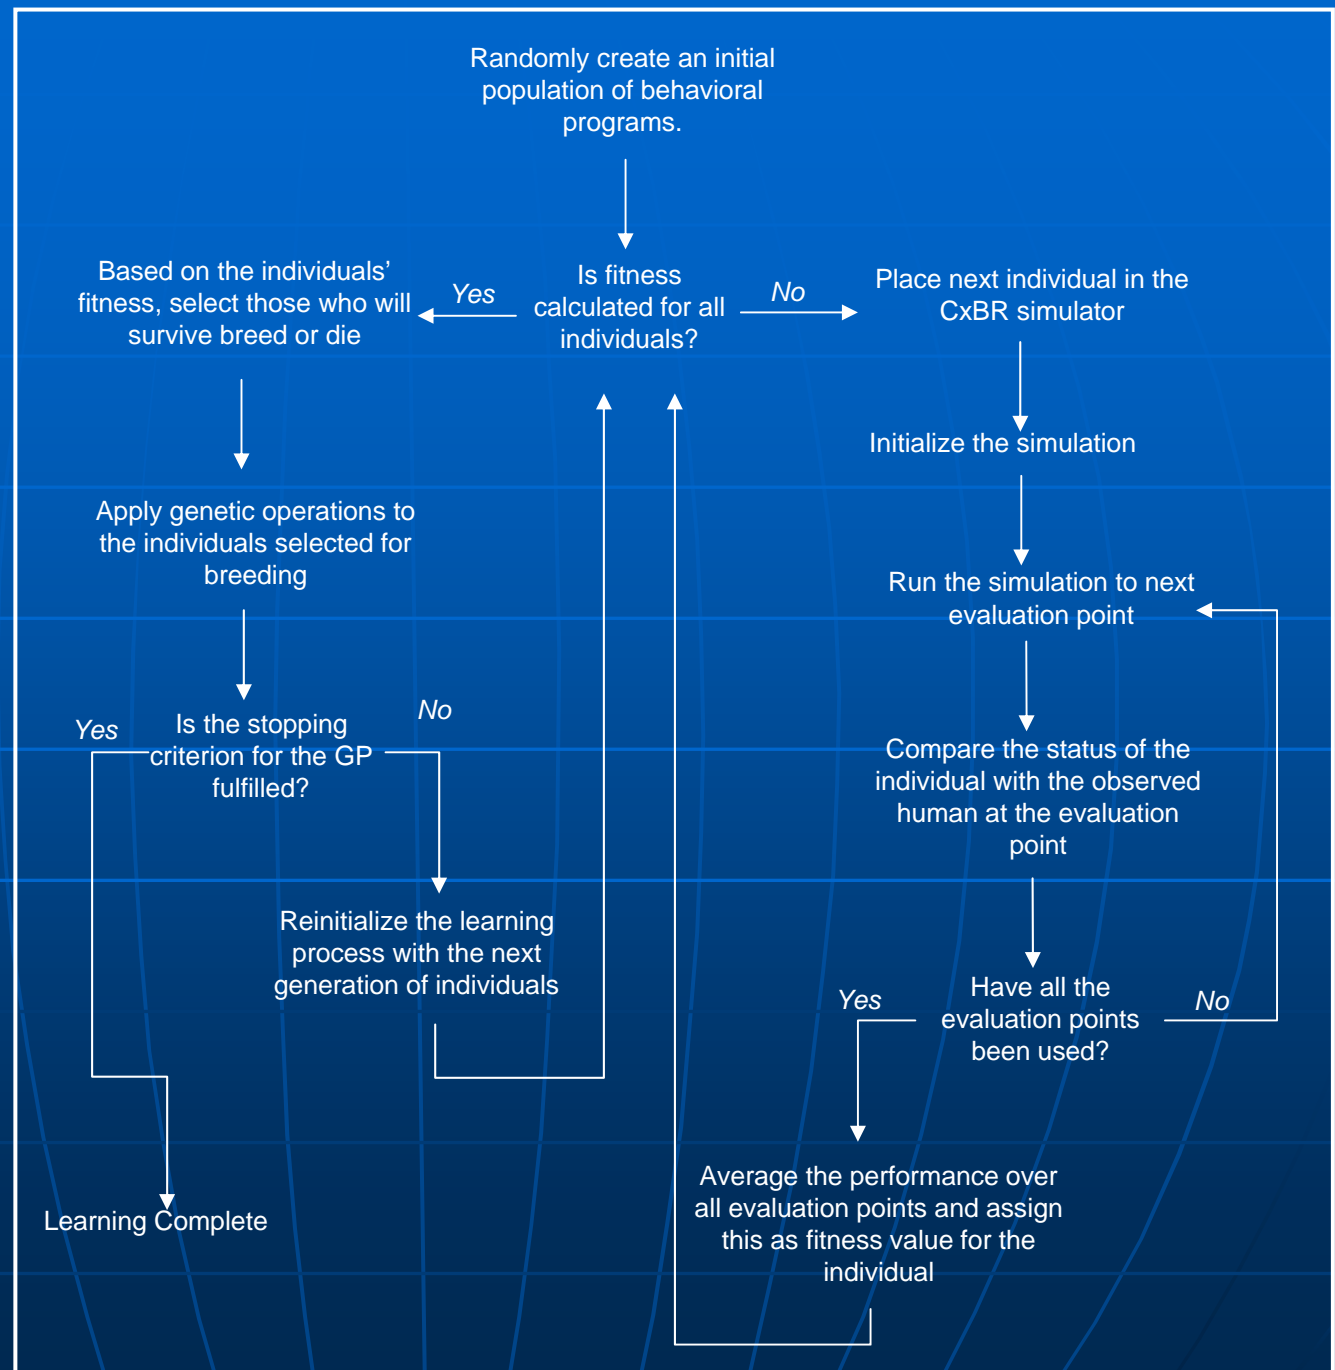 Randomly create an initial
population of behavioral
programs.
Based on the individuals’
fitness, select those who will
survive breed or die
Yes
Is fitness
calculated for all
individuals?
No
Place next individual in the
CxBR simulator
Initialize the simulation
Apply genetic operations to
the individuals selected for
breeding
Run the simulation to next
evaluation point
Yes
Is the stopping
criterion for the GP
fulfilled?
No
Compare the status of the
individual with the observed
human at the evaluation
point
Reinitialize the learning
process with the next
generation of individuals
Yes
Have all the
evaluation points
been used?
No
Learning Complete
Average the performance over
all evaluation points and assign
this as fitness value for the
individual